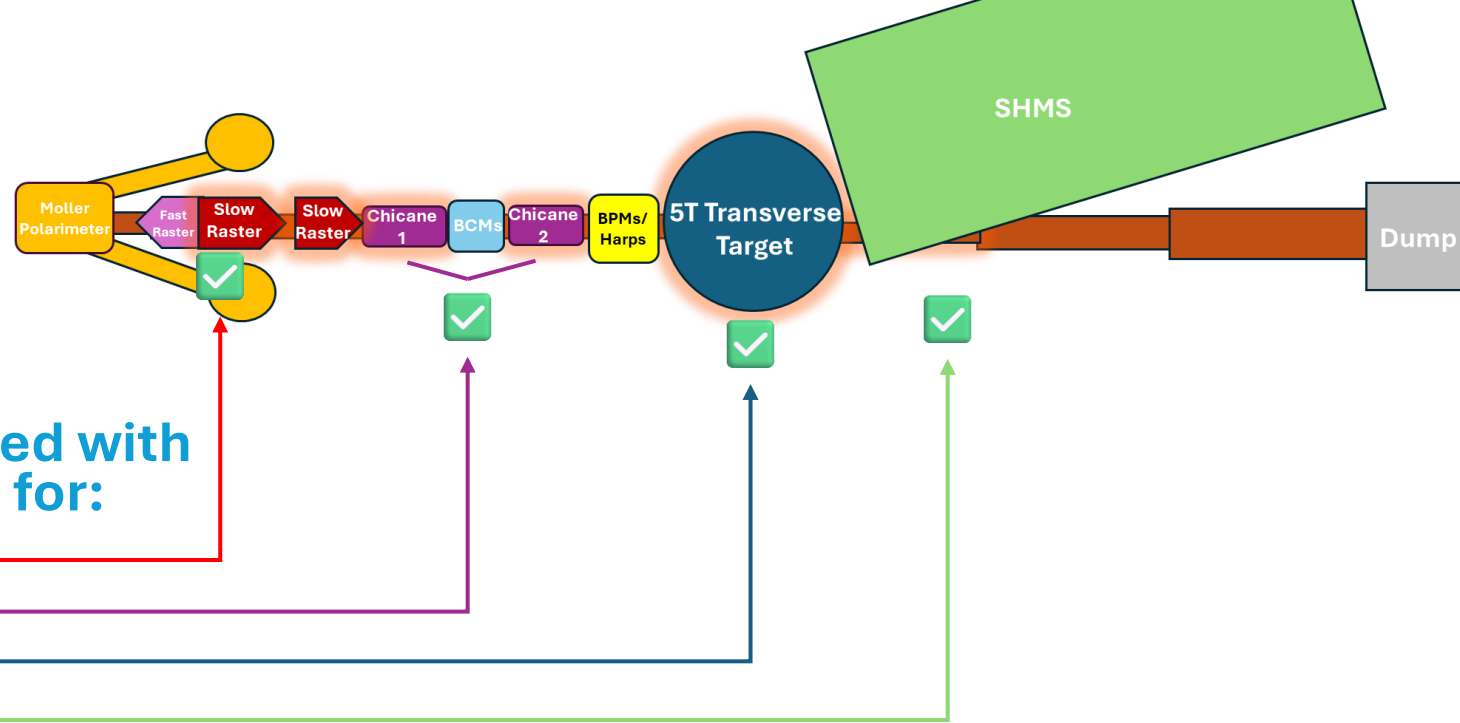 SHMS
Moller
Polarimeter
Fast
Raster
Slow
Raster
Slow
Raster
Chicane
1
BCMs
Chicane
2
BPMs/
Harps
5T Transverse
Target
Dump
ed with
for: